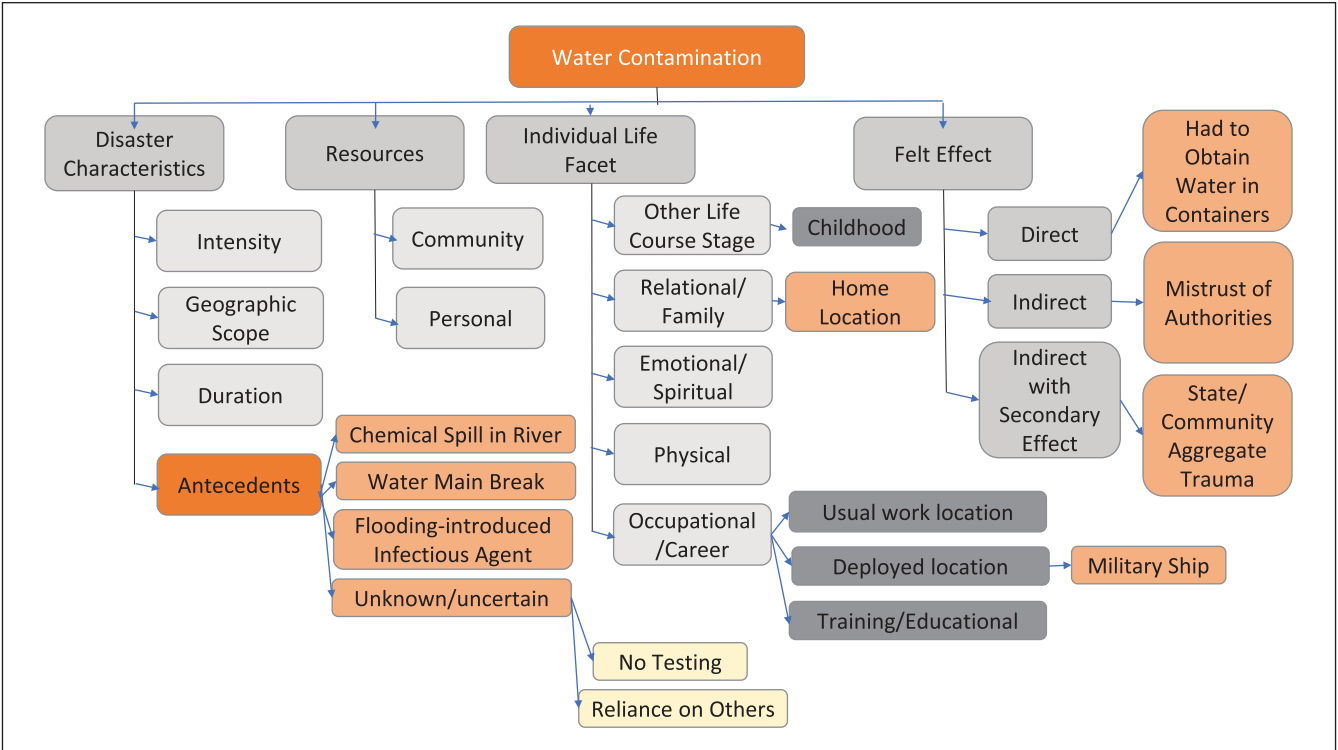 Water Contamination
Disaster
Characteristics
Intensity
Geographic
Scope
Duration
Antecedents
Chemical Spill in River
Water Main Break
Flooding-introduced
Infectious Agent
Unknown/uncertain
No Testing
Reliance on Others
Resources
Community
Personal
Individual Life
Facet
Other Life
Course Stage
Childhood
Relational/
Family
Home
Location
Emotional/
Spiritual
Physical
Occupational
/Career
Usual work location
Deployed location
Military Ship
Training/Educational
Felt Effect
Direct
Had to
Obtain
Water in
Containers
Indirect
Mistrust of
Authorities
Indirect
with
Secondary
Effect
State/
Community
Aggregate
Trauma